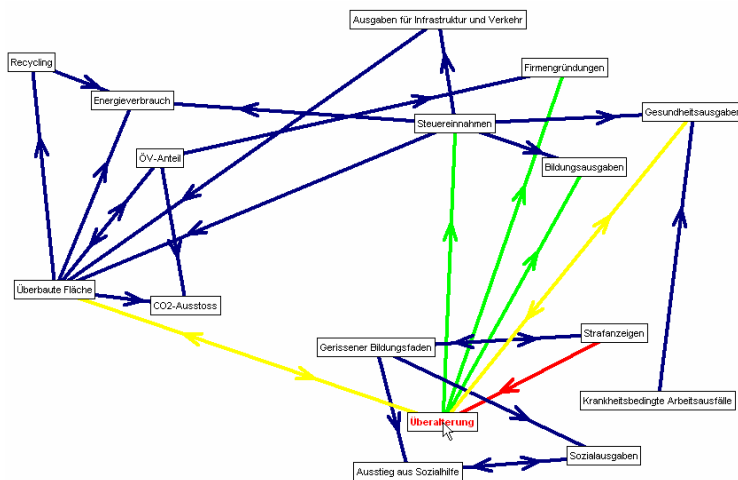 Ausgaben für Infrastruktur und Verkehr
Recycling
Firmengründungen
Energieverbrauch
Gesundheitsausgaben
Steuereinnahmen
ÖV-Anteil
Bildungsausgaben
Überbaute Fläche
CO2-Ausstoss
Strafanzeigen
Gerissener Bildungsfaden
Krankheitsbedingte Arbeitsausfälle
Überalterung
Sozialausgaben
Ausstieg aus Sozialhilfe